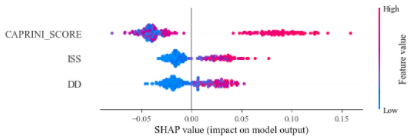 High
CAPRINI_SCORE
ISS
DD
Feature value
Low
−0.05 0.00 0.05 0.10 0.15
SHAP value (impact on model output)